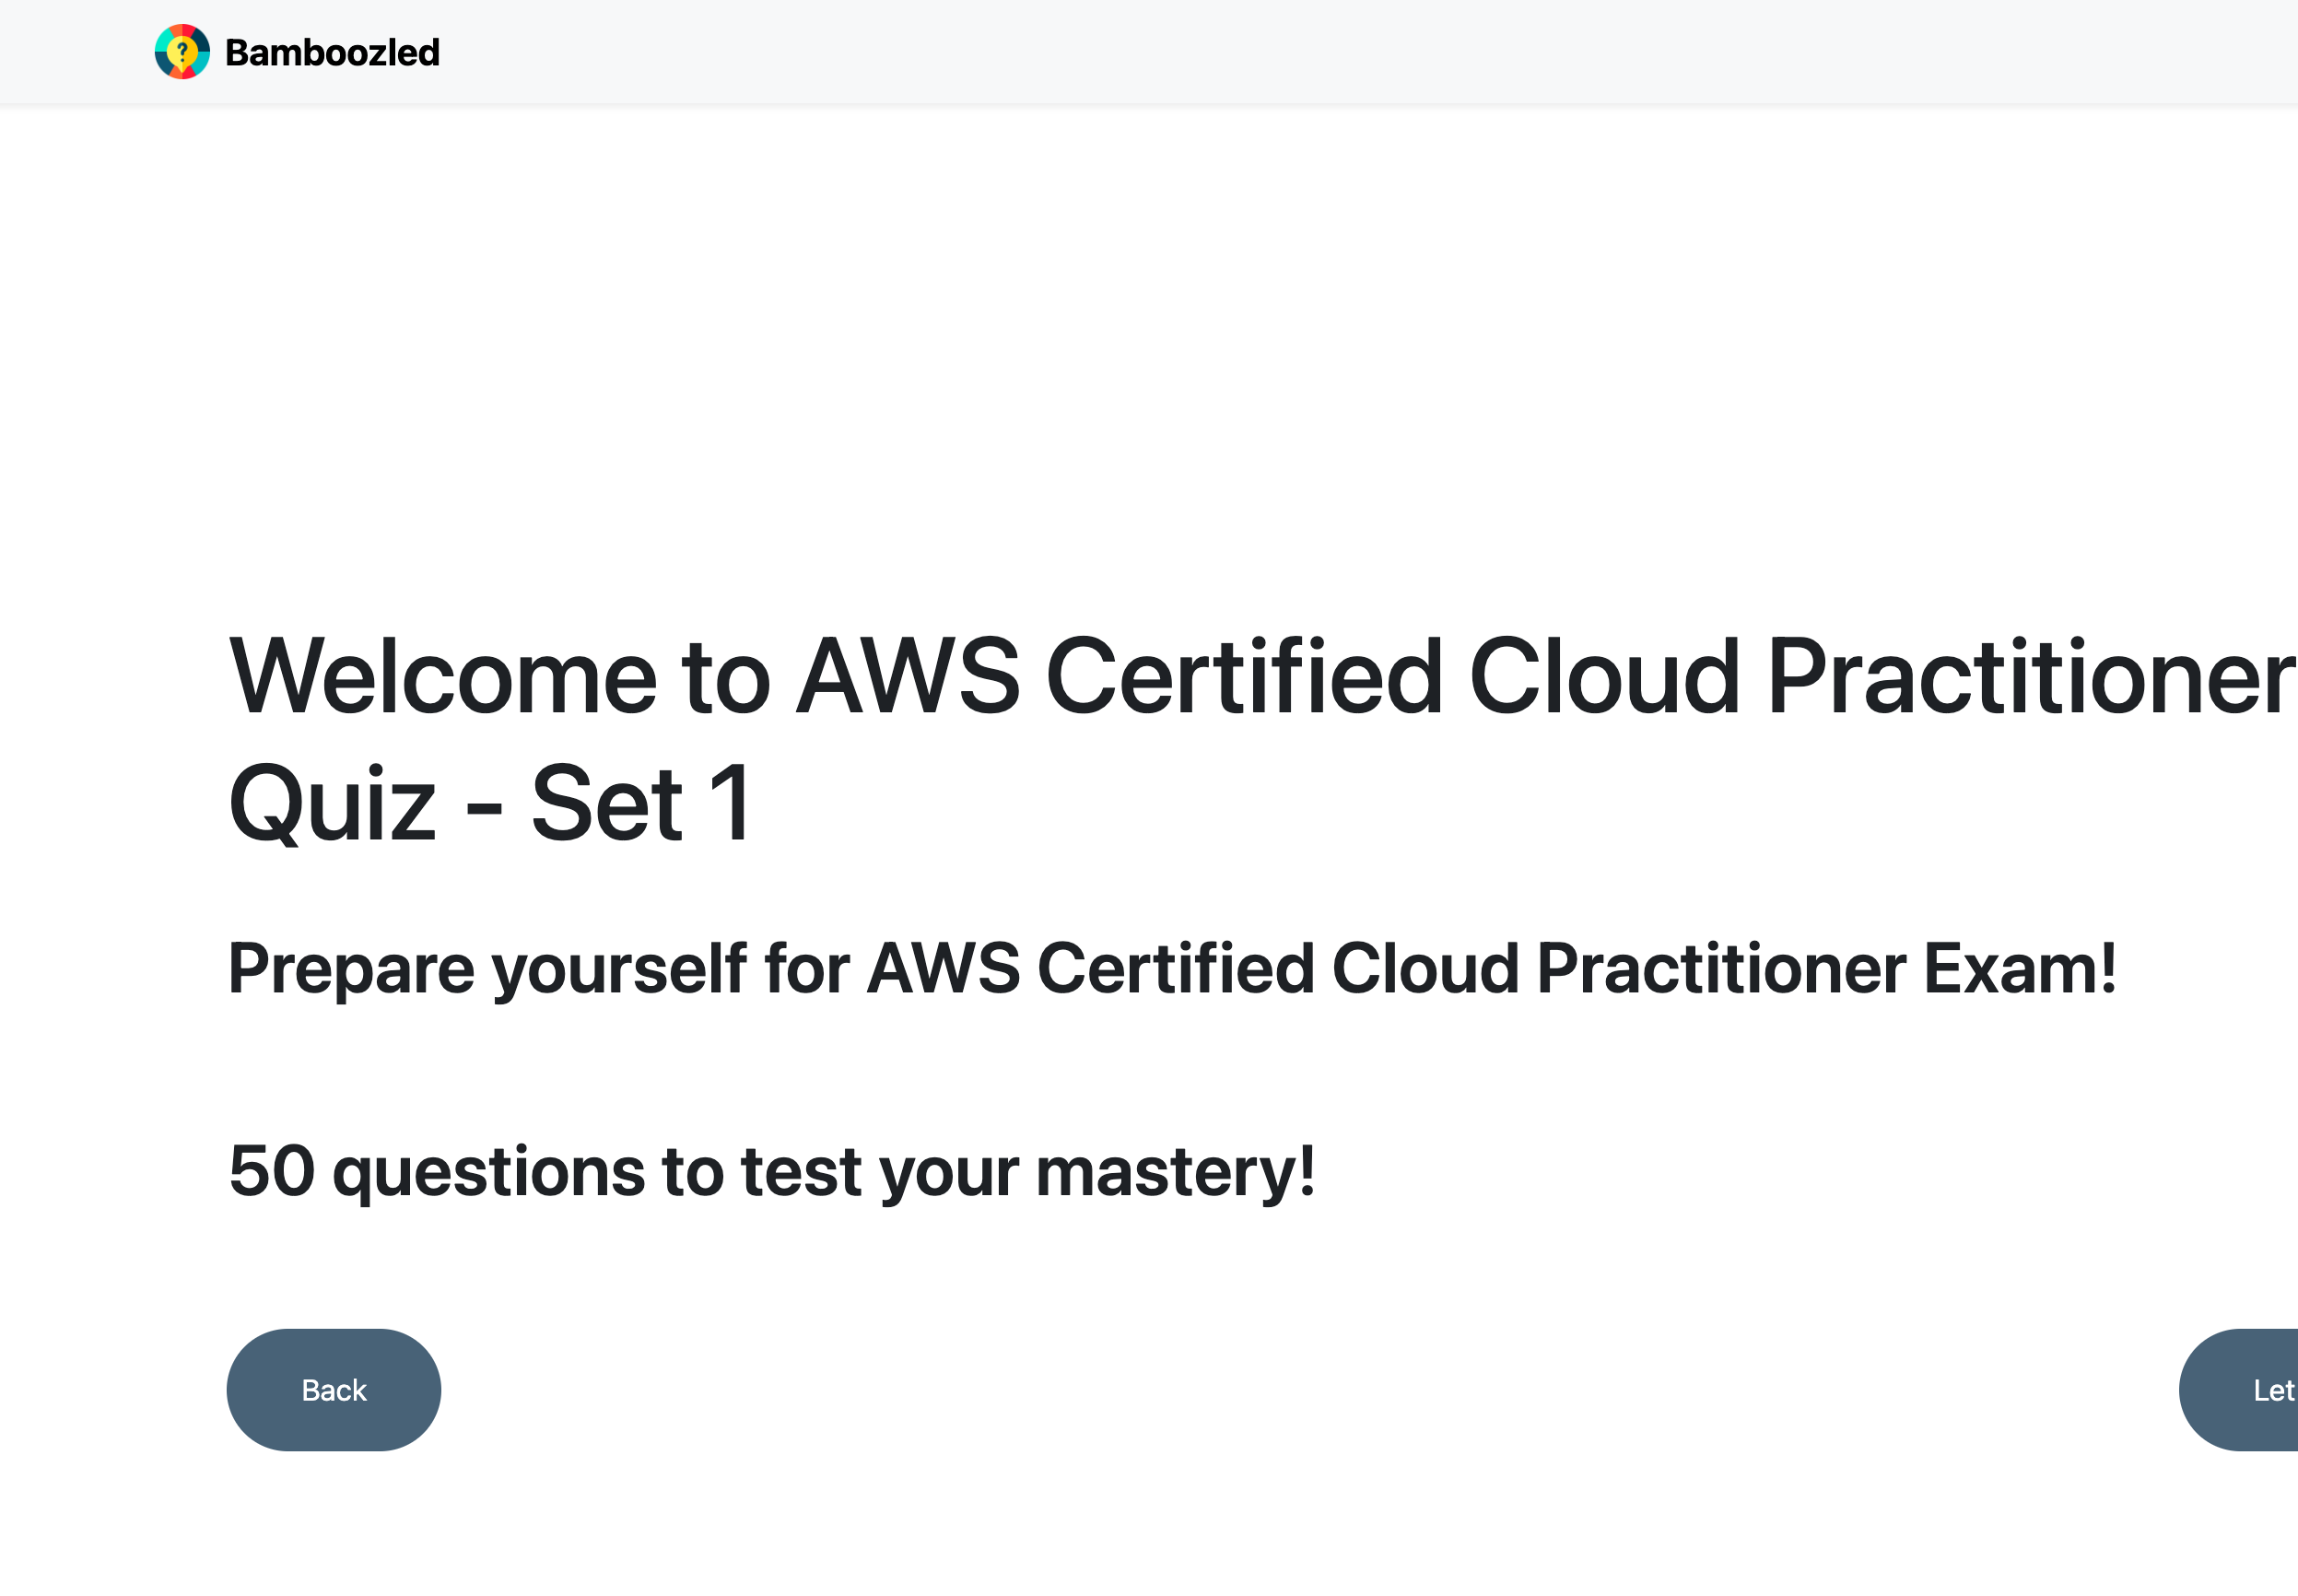 Bamboozled
Welcome to AWS Certified Cloud Practitioner
Quiz - Set 1
Prepare yourself for AWS Certified Cloud Practitioner Exam!
50 questions to test your mastery!
Back
Let